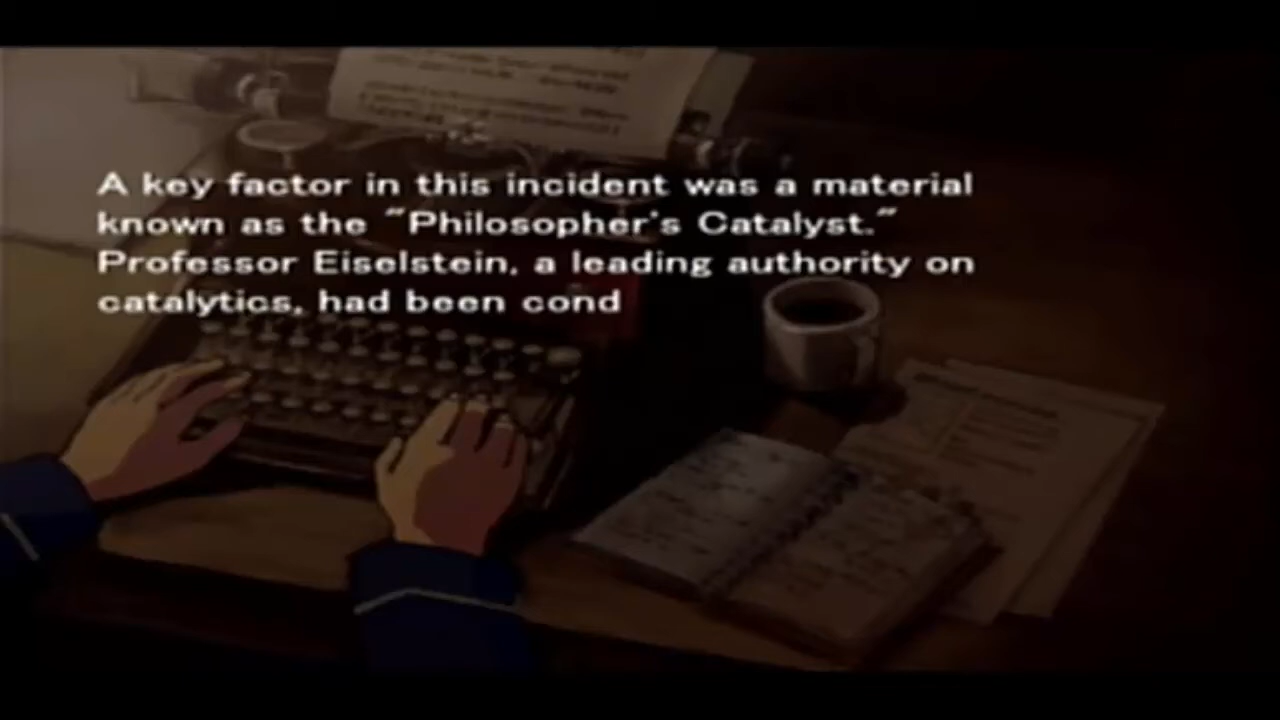 A key factor in this incident was a material
known as the "Philosopher's Catalyst."
Professor Eiselstein, a leading authority on
catalytics, had been cond